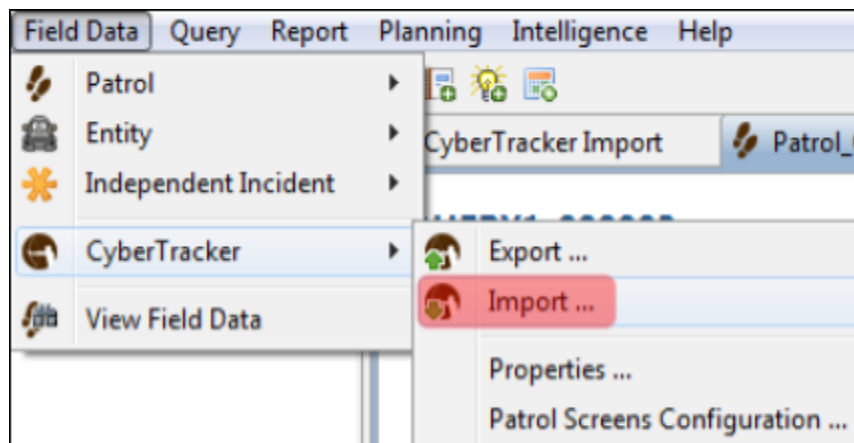 Field Data Query Report Planning Intelligence Help
Patrol
Entity
CyberTracker Import Patrol_
Independent Incident
CyberTracker
Export ...
Import ...
View Field Data
Properties ...
Patrol Screens Configuration ...